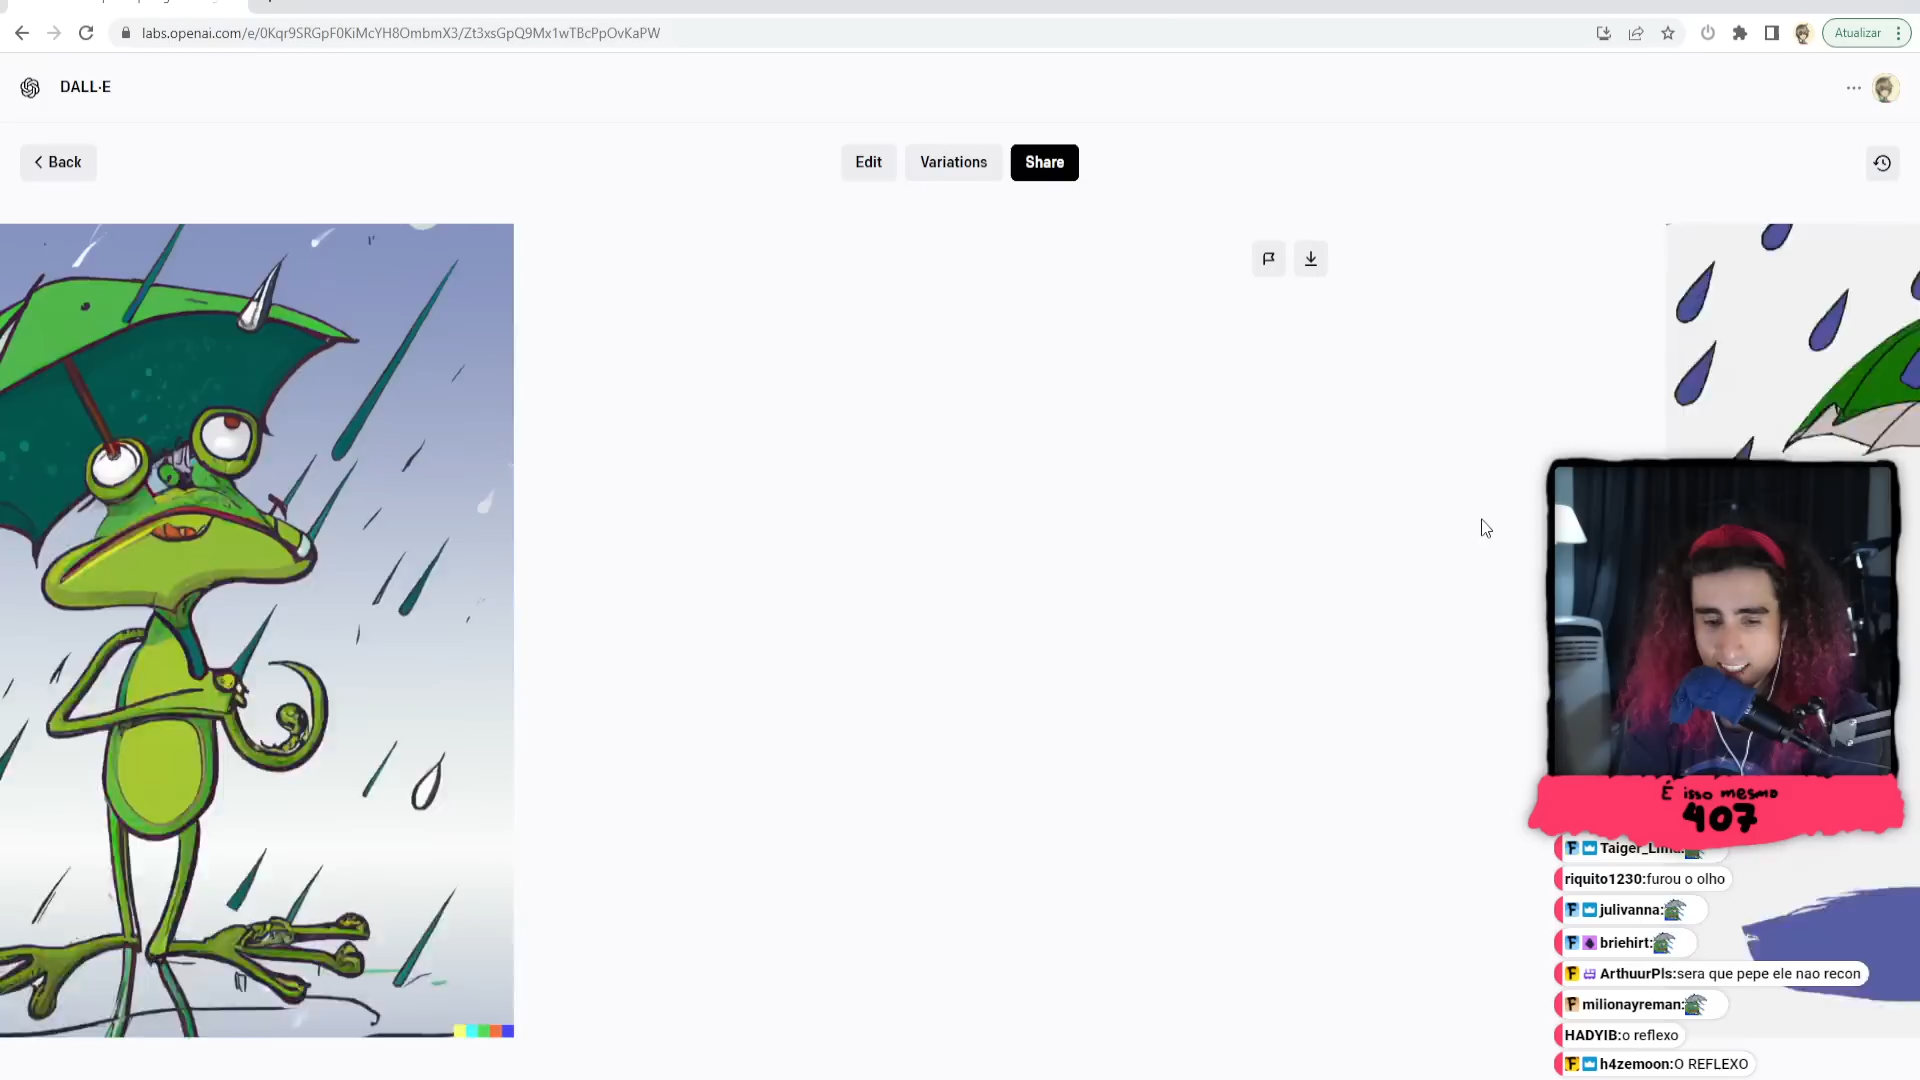 labs.openai.com/e/0Kqr9SRGpF0KiMcYH8OmbmX3/Zt3xsGpQ9Mx1wTBcPpOvKaPW
Atualizar
DALL·E
Back
Edit
Variations
Share
É isso mesmo
407
riquito1230:furou o olho
julivanna:
briehirt:
ArthuurPls:sera que pepe ele nao recon
milionayreman:
HADYIB:o reflexo
h4zemoon:O REFLEXO